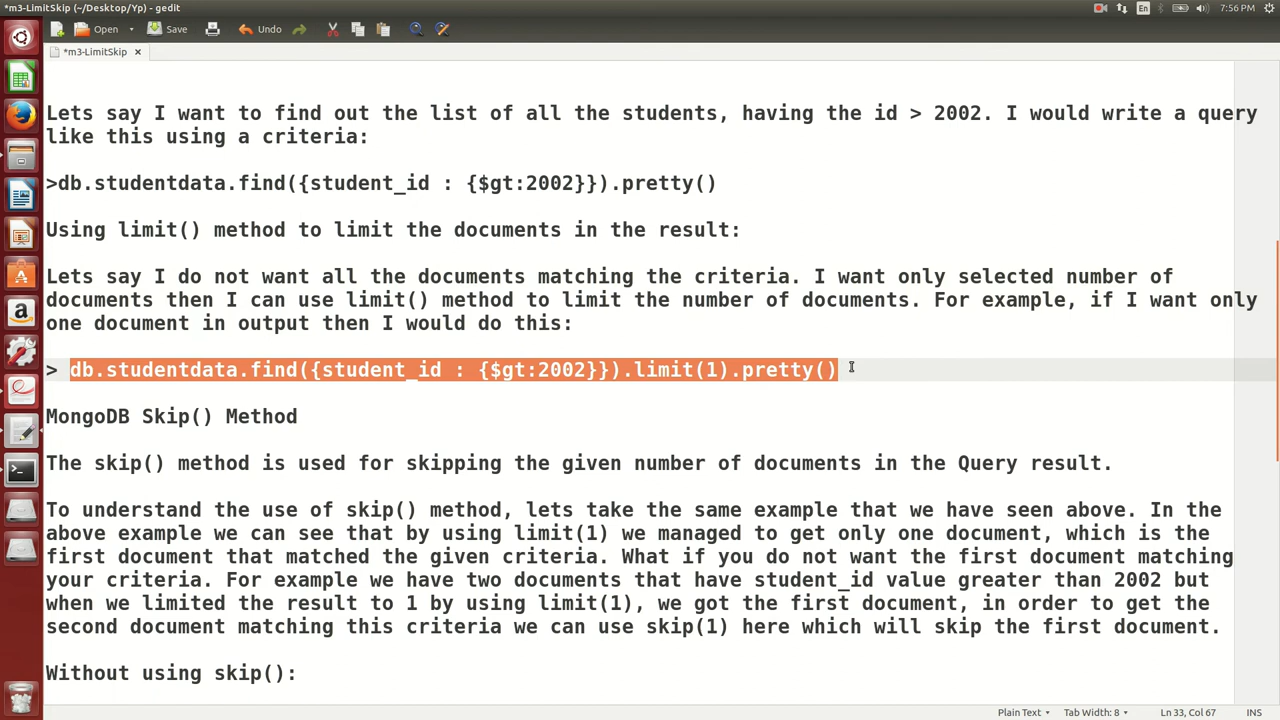 *m3-LimitSkip (~/Desktop/Yp) - gedit
En
7:56 PM
Open
Save
Undo
*m3-LimitSkip
Lets say I want to find out the list of all the students, having the id > 2002. I would write a query
like this using a criteria:
>db.studentdata.find({student_id : {$gt:2002}}).pretty()
Using limit() method to limit the documents in the result:
Lets say I do not want all the documents matching the criteria. I want only selected number of
documents then I can use limit() method to limit the number of documents. For example, if I want only
one document in output then I would do this:
> db.studentdata.find({student_id : {$gt:2002}}).limit(1).pretty()
MongoDB Skip() Method
The skip() method is used for skipping the given number of documents in the Query result.
To understand the use of skip() method, lets take the same example that we have seen above. In the
above example we can see that by using limit(1) we managed to get only one document, which is the
first document that matched the given criteria. What if you do not want the first document matching
your criteria. For example we have two documents that have student_id value greater than 2002 but
when we limited the result to 1 by using limit(1), we got the first document, in order to get the
second document matching this criteria we can use skip(1) here which will skip the first document.
Without using skip():
Plain Text
Tab Width: 8
Ln 33, Col 67
INS